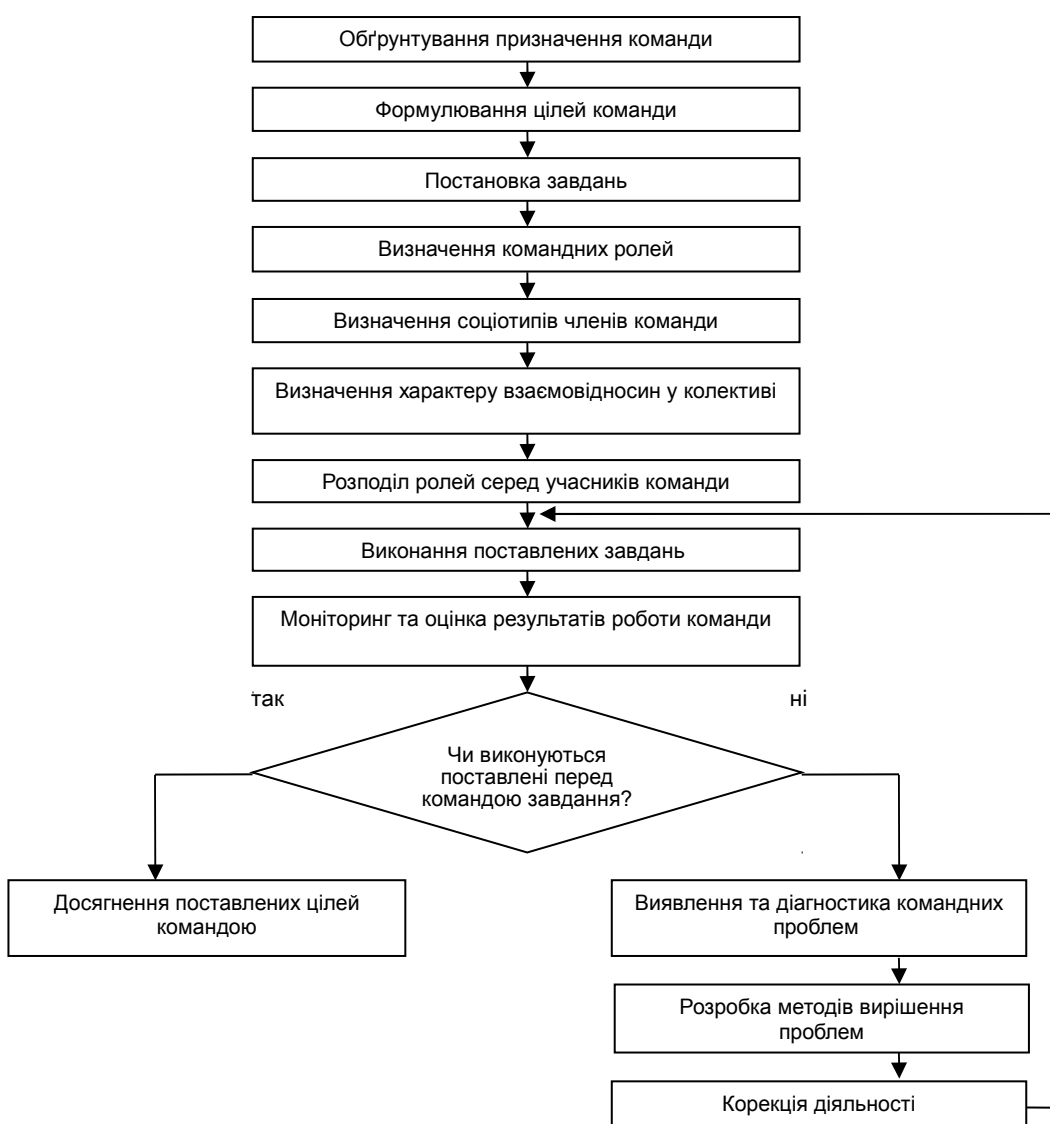 Обґрунтування призначення команди
Формулювання цілей команди
Постановка завдань
Визначення командних ролей
Визначення соціотипів членів команди
Визначення характеру взаємовідносин у колективі
Розподіл ролей серед учасників команди
Виконання поставлених завдань
Моніторинг та оцінка результатів роботи команди
так
ні
Чи виконуються
поставлені перед
командою завдання?
Досягнення поставлених цілей
командою
Виявлення та діагностика командних
проблем
Розробка методів вирішення
проблем
Корекція діяльності